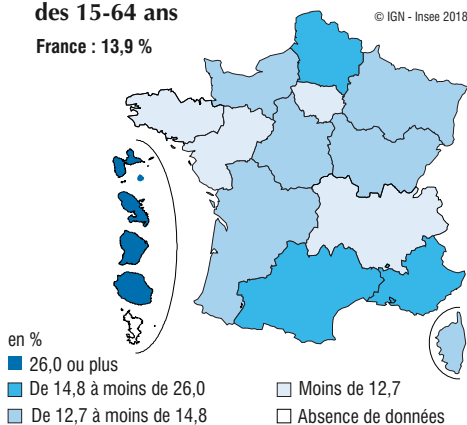 des 15-64 ans
© IGN - Insee 2018
France : 13,9 %
en %
26,0 ou plus
De 14,8 à moins de 26,0
De 12,7 à moins de 14,8
Moins de 12,7
Absence de données